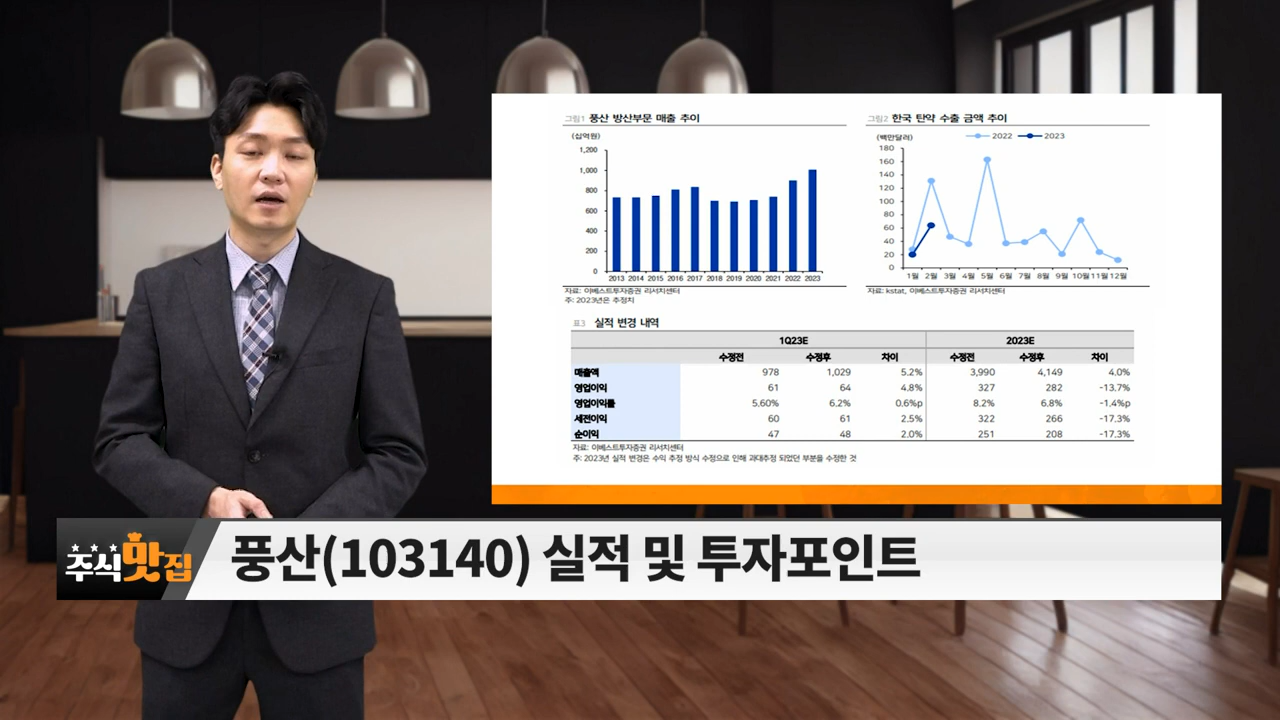 그림1 풍산 방산부문 매출 추이
(십억원)
1,200
1,000
800
600
400
200
0
2013 2014 2015 2016 2017 2018 2019 2020 2021 2022 2023
자료: 이베스트투자증권 리서치센터
주: 2023년은 추정치
그림2 한국 탄약 수출 금액 추이
(백만달러)
2022 2023
180
160
140
120
100
80
60
40
20
0
1월 2월 3월 4월 5월 6월 7월 8월 9월 10월 11월 12월
자료: kstat, 이베스트투자증권 리서치센터
표3 실적 변경 내역
1Q23E 2023E
수정전 수정후 차이 수정전 수정후 차이
매출액 978 1,029 5.2% 3,990 4,149 4.0%
영업이익 61 64 4.8% 327 282 -13.7%
영업이익률 5.60% 6.2% 0.6%p 8.2% 6.8% -1.4%p
세전이익 60 61 2.5% 322 266 -17.3%
순이익 47 48 2.0% 251 208 -17.3%
자료: 이베스트투자증권 리서치센터
주: 2023년 실적 변경은 수익 추정 방식 수정으로 인해 과대추정 되었던 부분을 수정한 것
주식맛집
풍산(103140) 실적 및 투자포인트